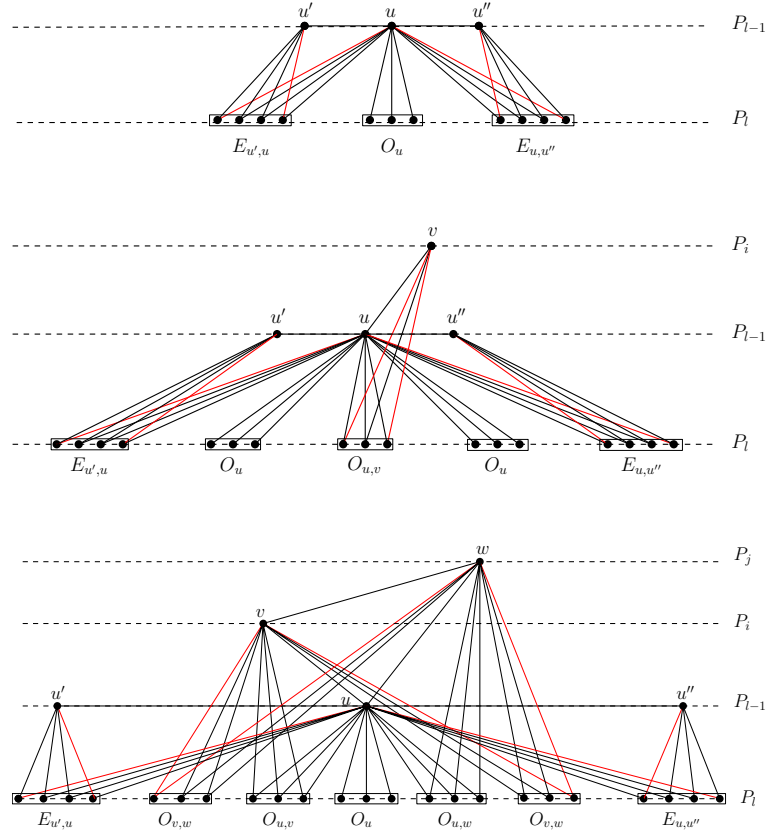 u′ u u″ P_{l−1}
P_l
E_{u′,u} O_u E_{u,u″}
v P_i
u′ u u″ P_{l−1}
P_l
E_{u′,u} O_u O_{u,v} O_u E_{u,u″}
w P_j
v P_i
u′ u u″ P_{l−1}
P_l
E_{u′,u} O_{v,w} O_{u,v} O_u O_{u,w} O_{v,w} E_{u,u″}